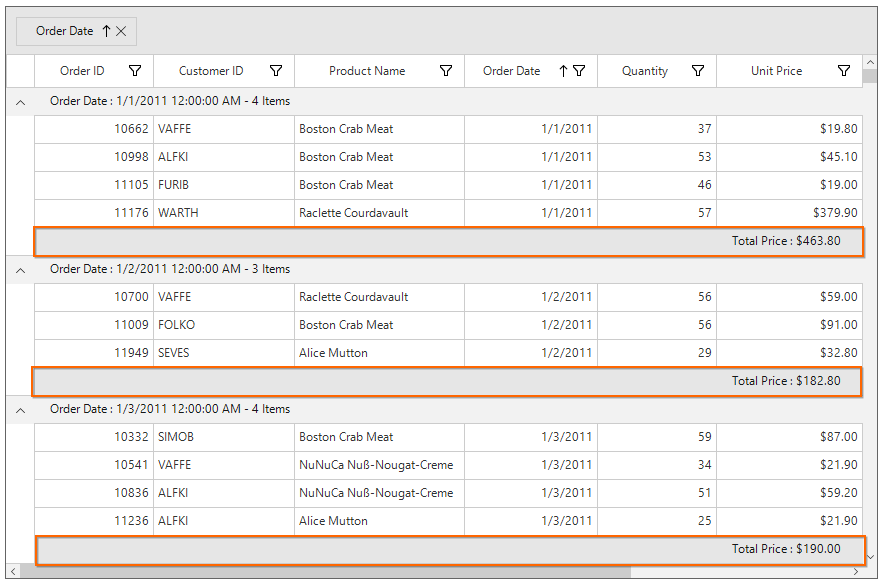 Order Date
Order ID Customer ID Product Name Order Date Quantity Unit Price
Order Date : 1/1/2011 12:00:00 AM - 4 Items
10662 VAFFE Boston Crab Meat 1/1/2011 37 $19.80
10998 ALFKI Boston Crab Meat 1/1/2011 53 $45.10
11105 FURIB Boston Crab Meat 1/1/2011 46 $19.00
11176 WARTH Raclette Courdavault 1/1/2011 57 $379.90
Total Price : $463.80
Order Date : 1/2/2011 12:00:00 AM - 3 Items
10700 VAFFE Raclette Courdavault 1/2/2011 56 $59.00
11009 FOLKO Boston Crab Meat 1/2/2011 56 $91.00
11949 SEVES Alice Mutton 1/2/2011 29 $32.80
Total Price : $182.80
Order Date : 1/3/2011 12:00:00 AM - 4 Items
10332 SIMOB Boston Crab Meat 1/3/2011 59 $87.00
10541 VAFFE NuNuCa Nuß-Nougat-Creme 1/3/2011 34 $21.90
10836 ALFKI NuNuCa Nuß-Nougat-Creme 1/3/2011 51 $59.20
11236 ALFKI Alice Mutton 1/3/2011 25 $21.90
Total Price : $190.00